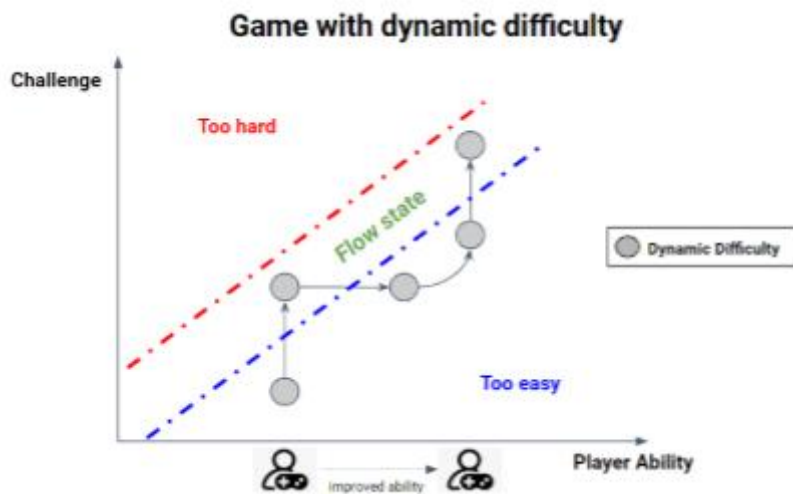 Game with dynamic difficulty
Challenge
Too hard
Flow state
Dynamic Difficulty
Too easy
Player Ability
Improved ability